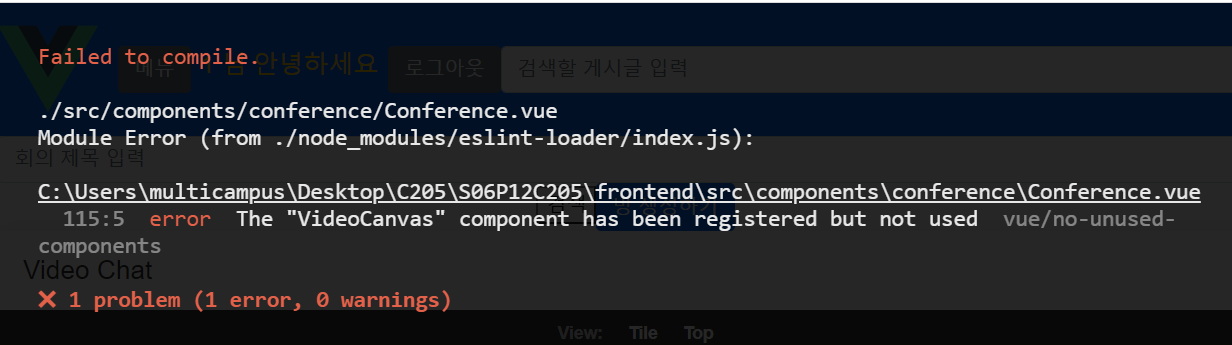 Failed to compile.
메뉴 님 안녕하세요 로그아웃 검색할 게시글 입력
./src/components/conference/Conference.vue
Module Error (from ./node_modules/eslint-loader/index.js):
회의 제목 입력
C:\Users\multicampus\Desktop\C205\S06P12C205\frontend\src\components\conference\Conference.vue
115:5 error The "VideoCanvas" component has been registered but not used vue/no-unused-
components
Video Chat
❌ 1 problem (1 error, 0 warnings)
View: Tile Top